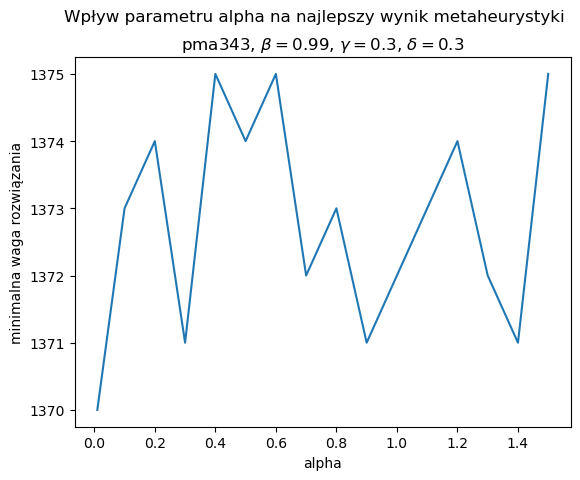 Wpływ parametru alpha na najlepszy wynik metaheurystyki
pma343, β = 0.99, γ = 0.3, δ = 0.3
minimalna waga rozwiązania
1375
1374
1373
1372
1371
1370
0.0 0.2 0.4 0.6 0.8 1.0 1.2 1.4
alpha